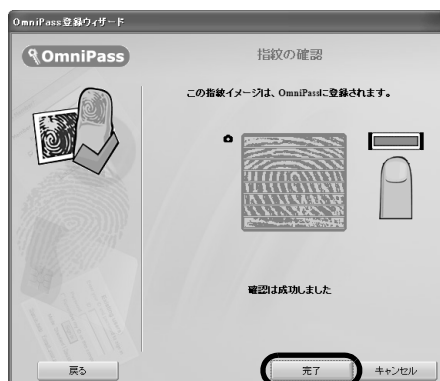 OmniPass登録ウィザード
OmniPass
指紋の確認
この指紋イメージは、OmniPassに登録されます。
確認は成功しました
戻る
完了
キャンセル